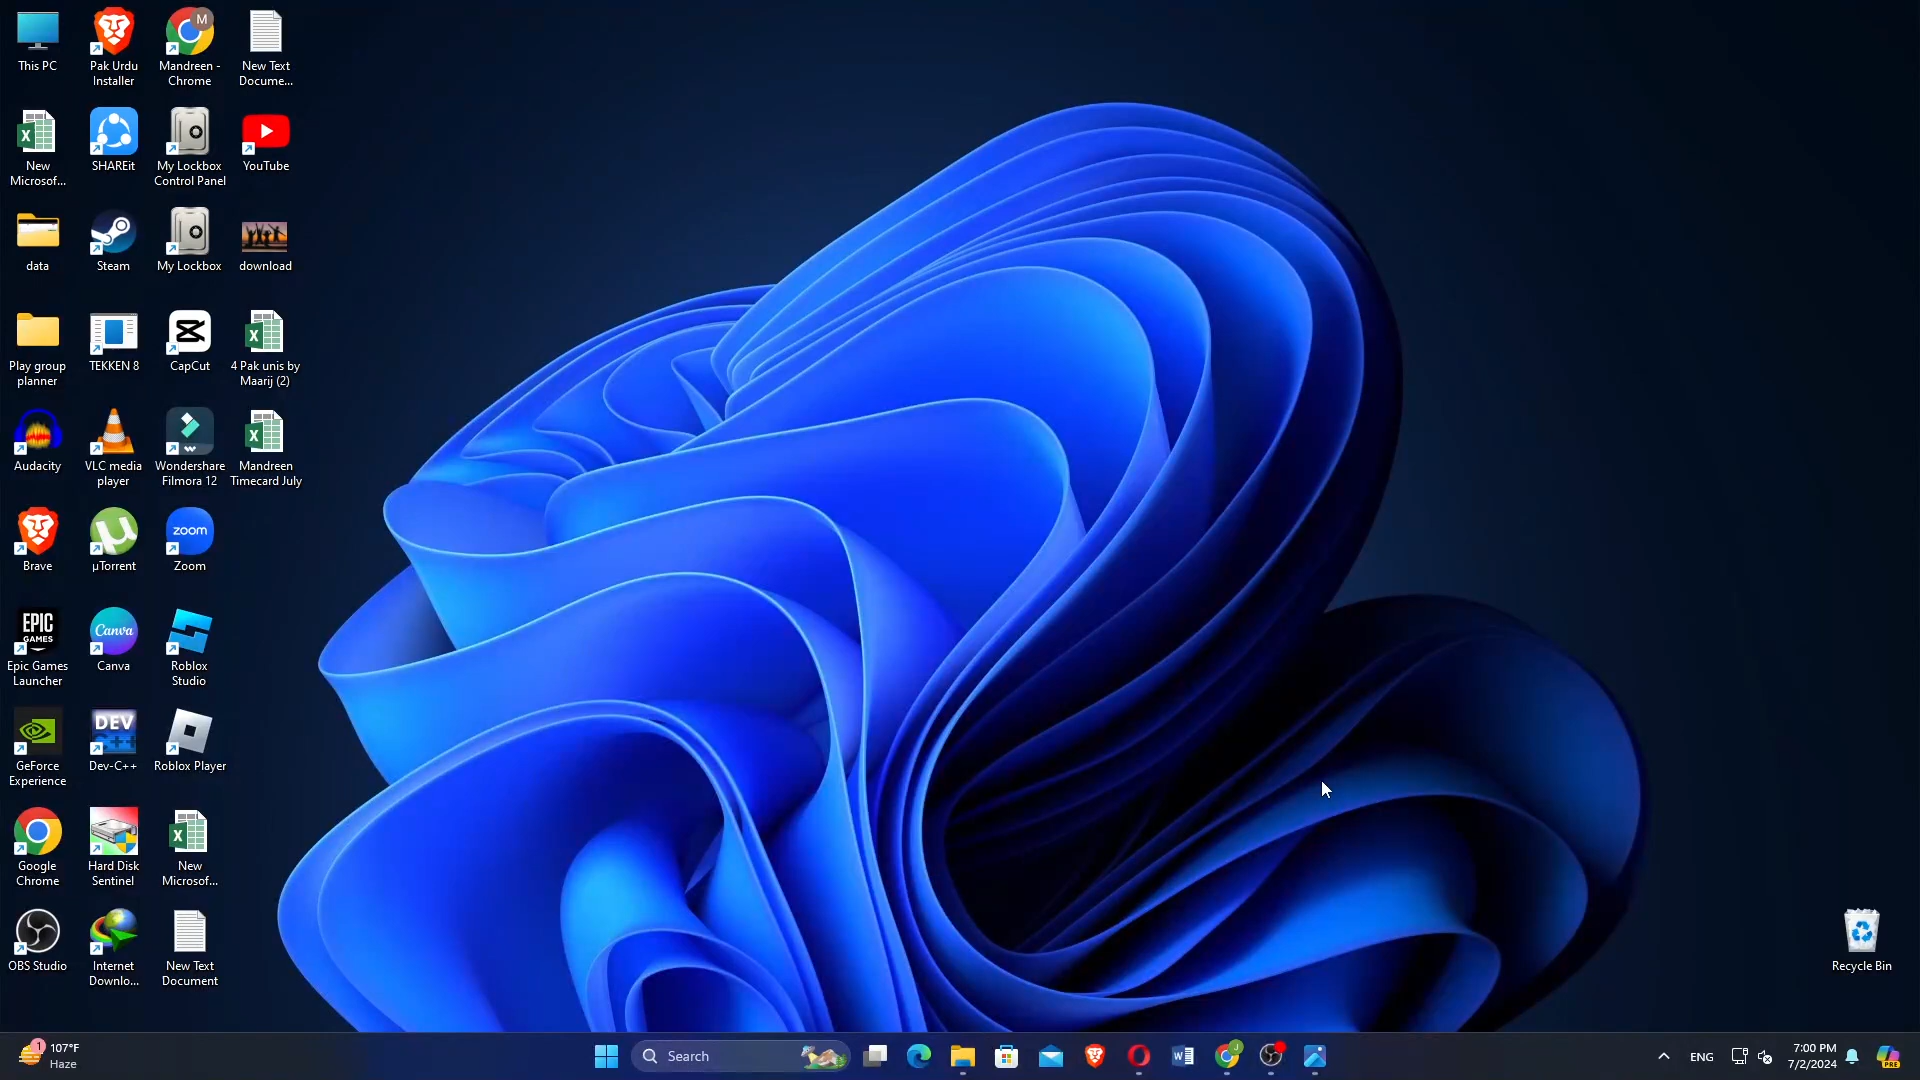 This PC
Pak Urdu
Installer
Mandreen -
Chrome
M
New Text
Docume...
New
Microsof...
SHAREit
My Lockbox
Control Panel
YouTube
data
Steam
My Lockbox
download
Play group
planner
TEKKEN 8
CapCut
4 Pak unis by
Maarij (2)
Audacity
VLC media
player
Wondershare
Filmora 12
Mandreen
Timecard July
Brave
µTorrent
zoom
Zoom
EPIC
GAMES
Epic Games
Launcher
Canva
Canva
Roblox
Studio
GeForce
Experience
DEV
C++
Dev-C++
Roblox Player
Google
Chrome
Hard Disk
Sentinel
New
Microsof...
OBS Studio
Internet
Downlo...
New Text
Document
Recycle Bin
1
107°F
Haze
Search
J
ENG
7:00 PM
7/2/2024
PRE